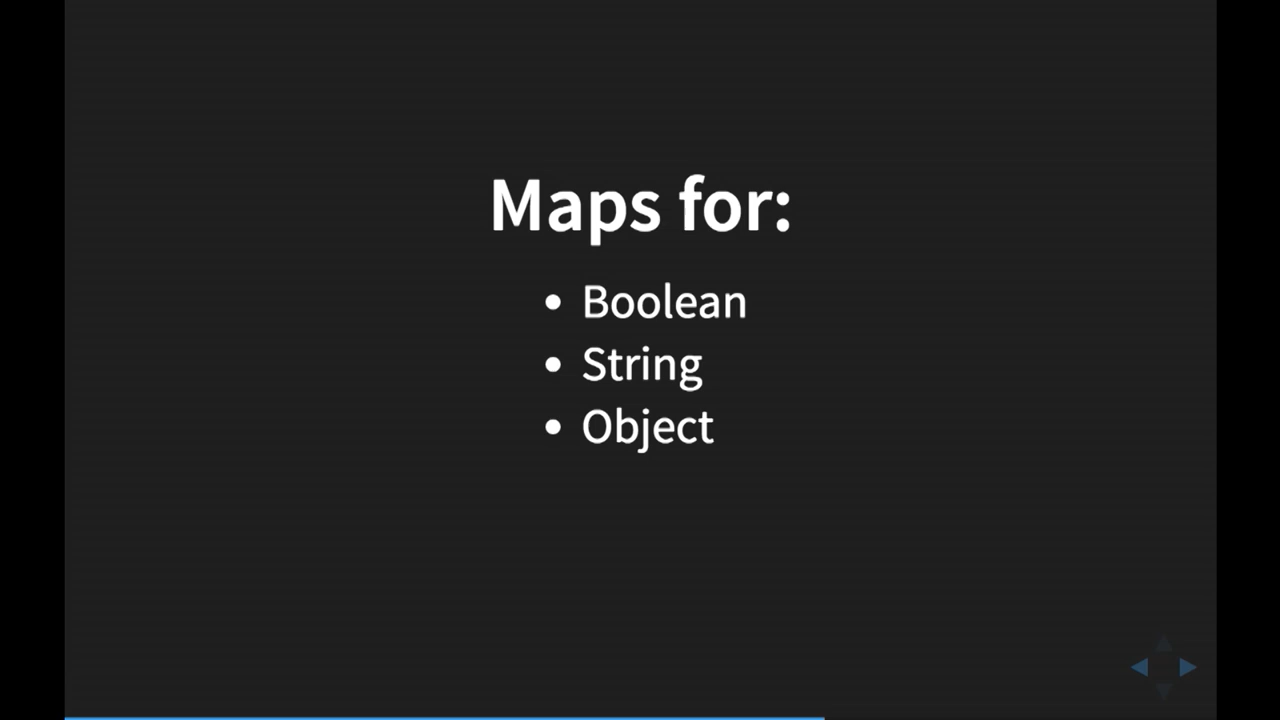 Maps for:
• Boolean
• String
• Object